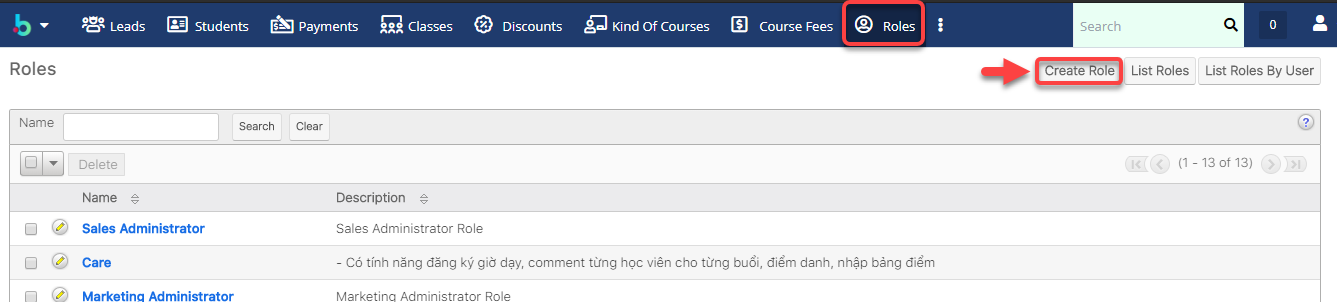 Leads Students Payments Classes Discounts Kind Of Courses Course Fees Roles Search 0
Roles Create Role List Roles List Roles By User
Name Search Clear ?
Delete (1 - 13 of 13)
Name Description
Sales Administrator Sales Administrator Role
Care - Có tính năng đăng ký giờ dạy, comment từng học viên cho từng buổi, điểm danh, nhập bảng điểm
Marketing Administrator Marketing Administrator Role